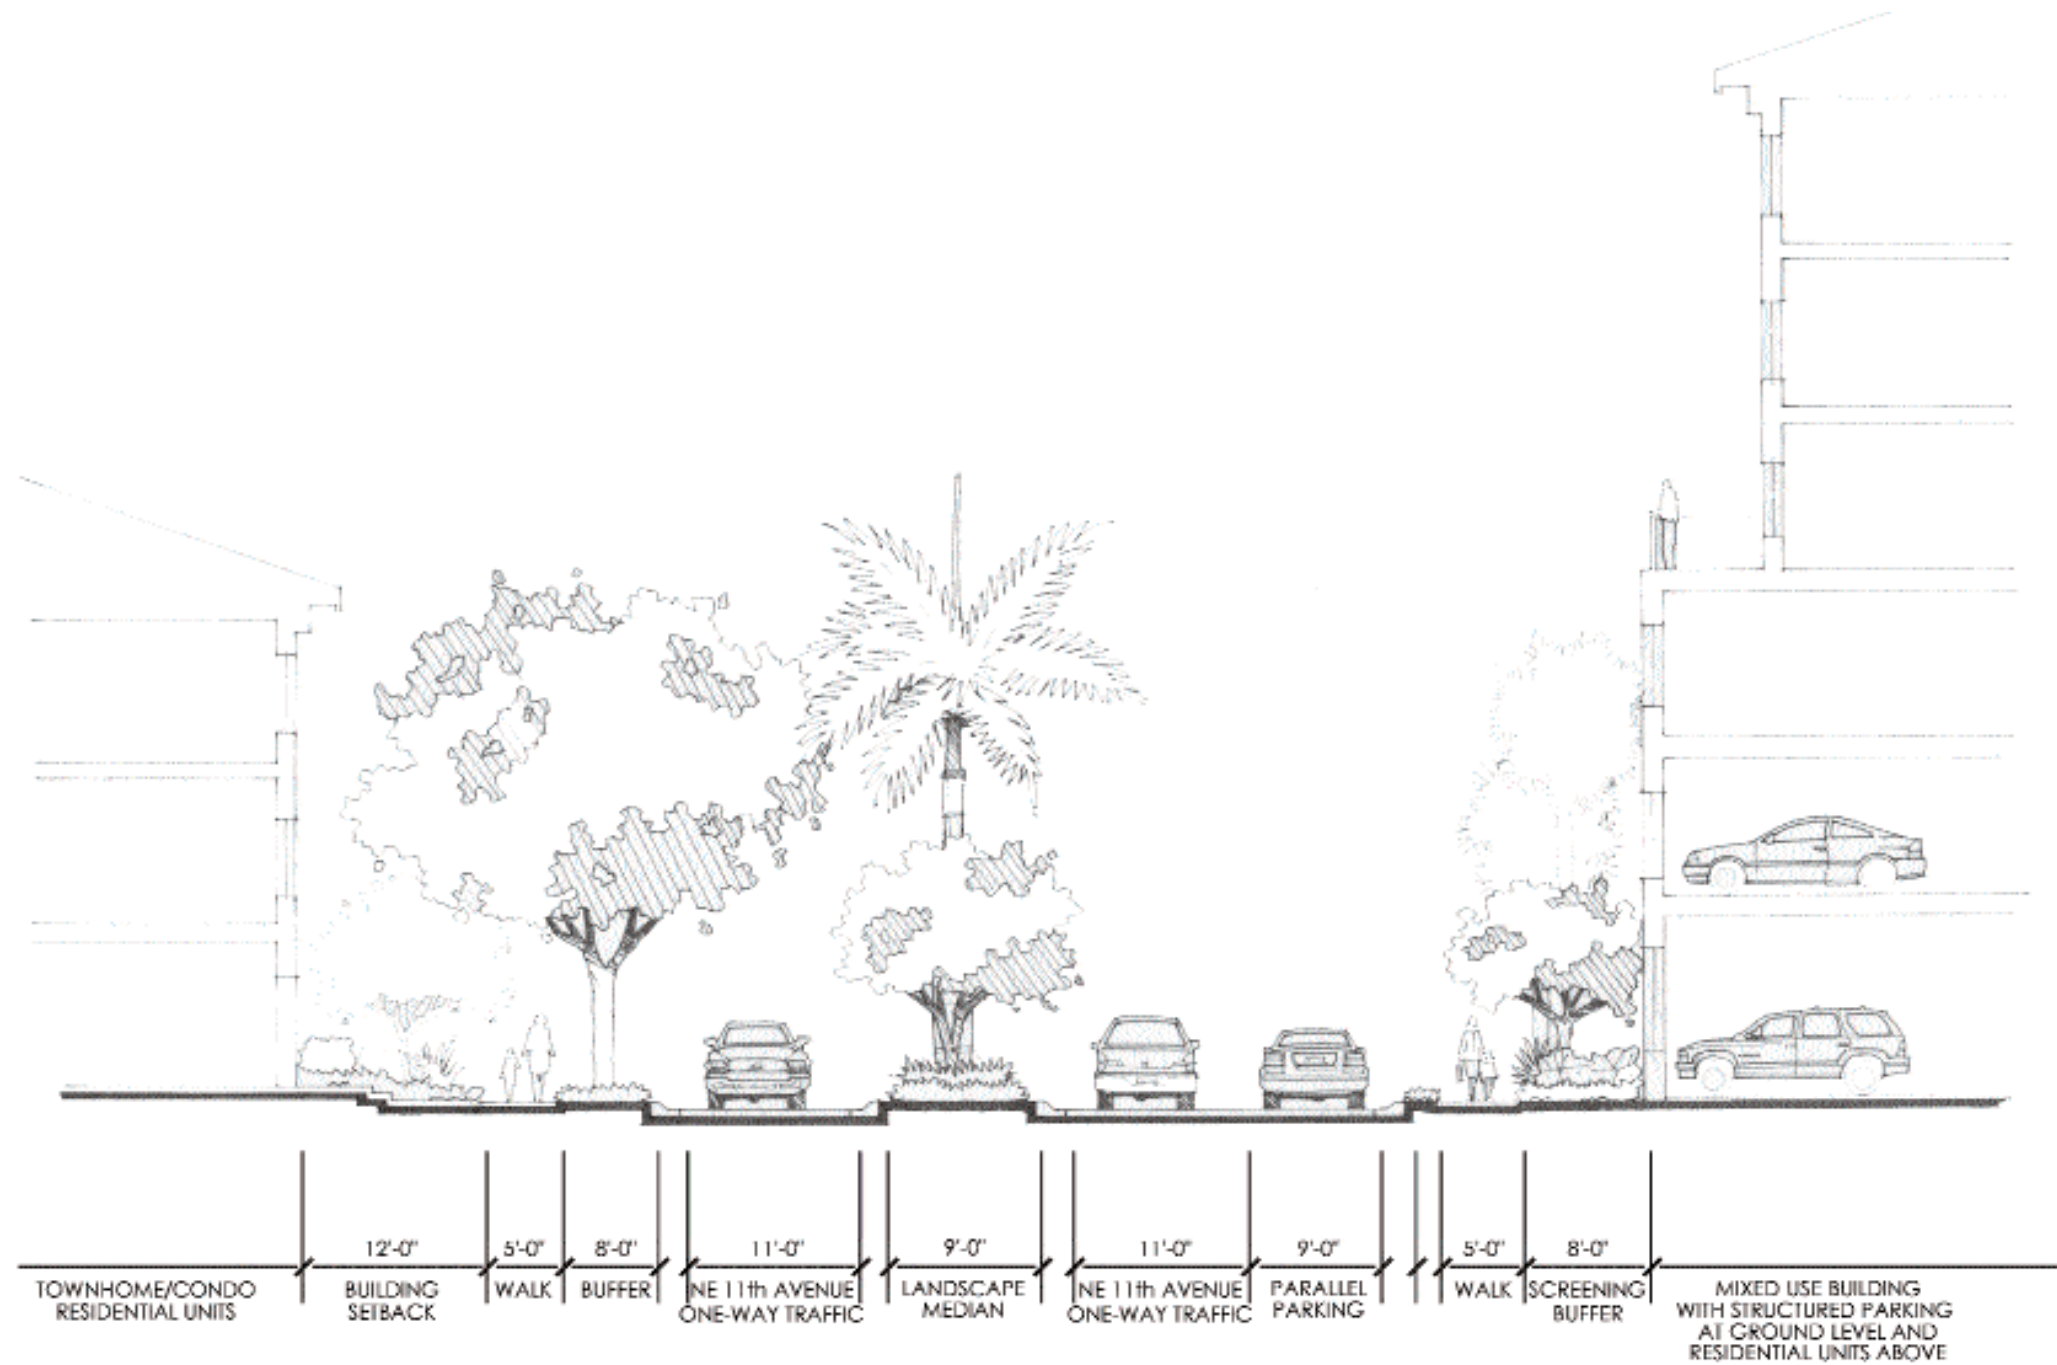 12'-0" 5'-0" 8'-0" 11'-0" 9'-0" 11'-0" 9'-0" 5'-0" 8'-0"
TOWNHOME/CONDO
RESIDENTIAL UNITS
BUILDING
SETBACK
WALK
BUFFER
NE 11th AVENUE
ONE-WAY TRAFFIC
LANDSCAPE
MEDIAN
NE 11th AVENUE
ONE-WAY TRAFFIC
PARALLEL
PARKING
WALK
SCREENING
BUFFER
MIXED USE BUILDING
WITH STRUCTURED PARKING
AT GROUND LEVEL AND
RESIDENTIAL UNITS ABOVE